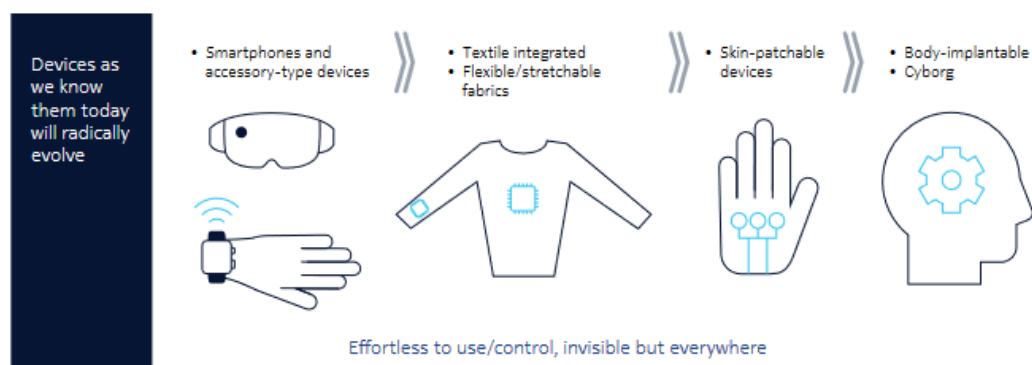 Devices as
we know
them today
will radically
evolve
• Smartphones and
accessory-type devices
• Textile integrated
• Flexible/stretchable
fabrics
• Skin-patchable
devices
• Body-implantable
• Cyborg
Effortless to use/control, invisible but everywhere